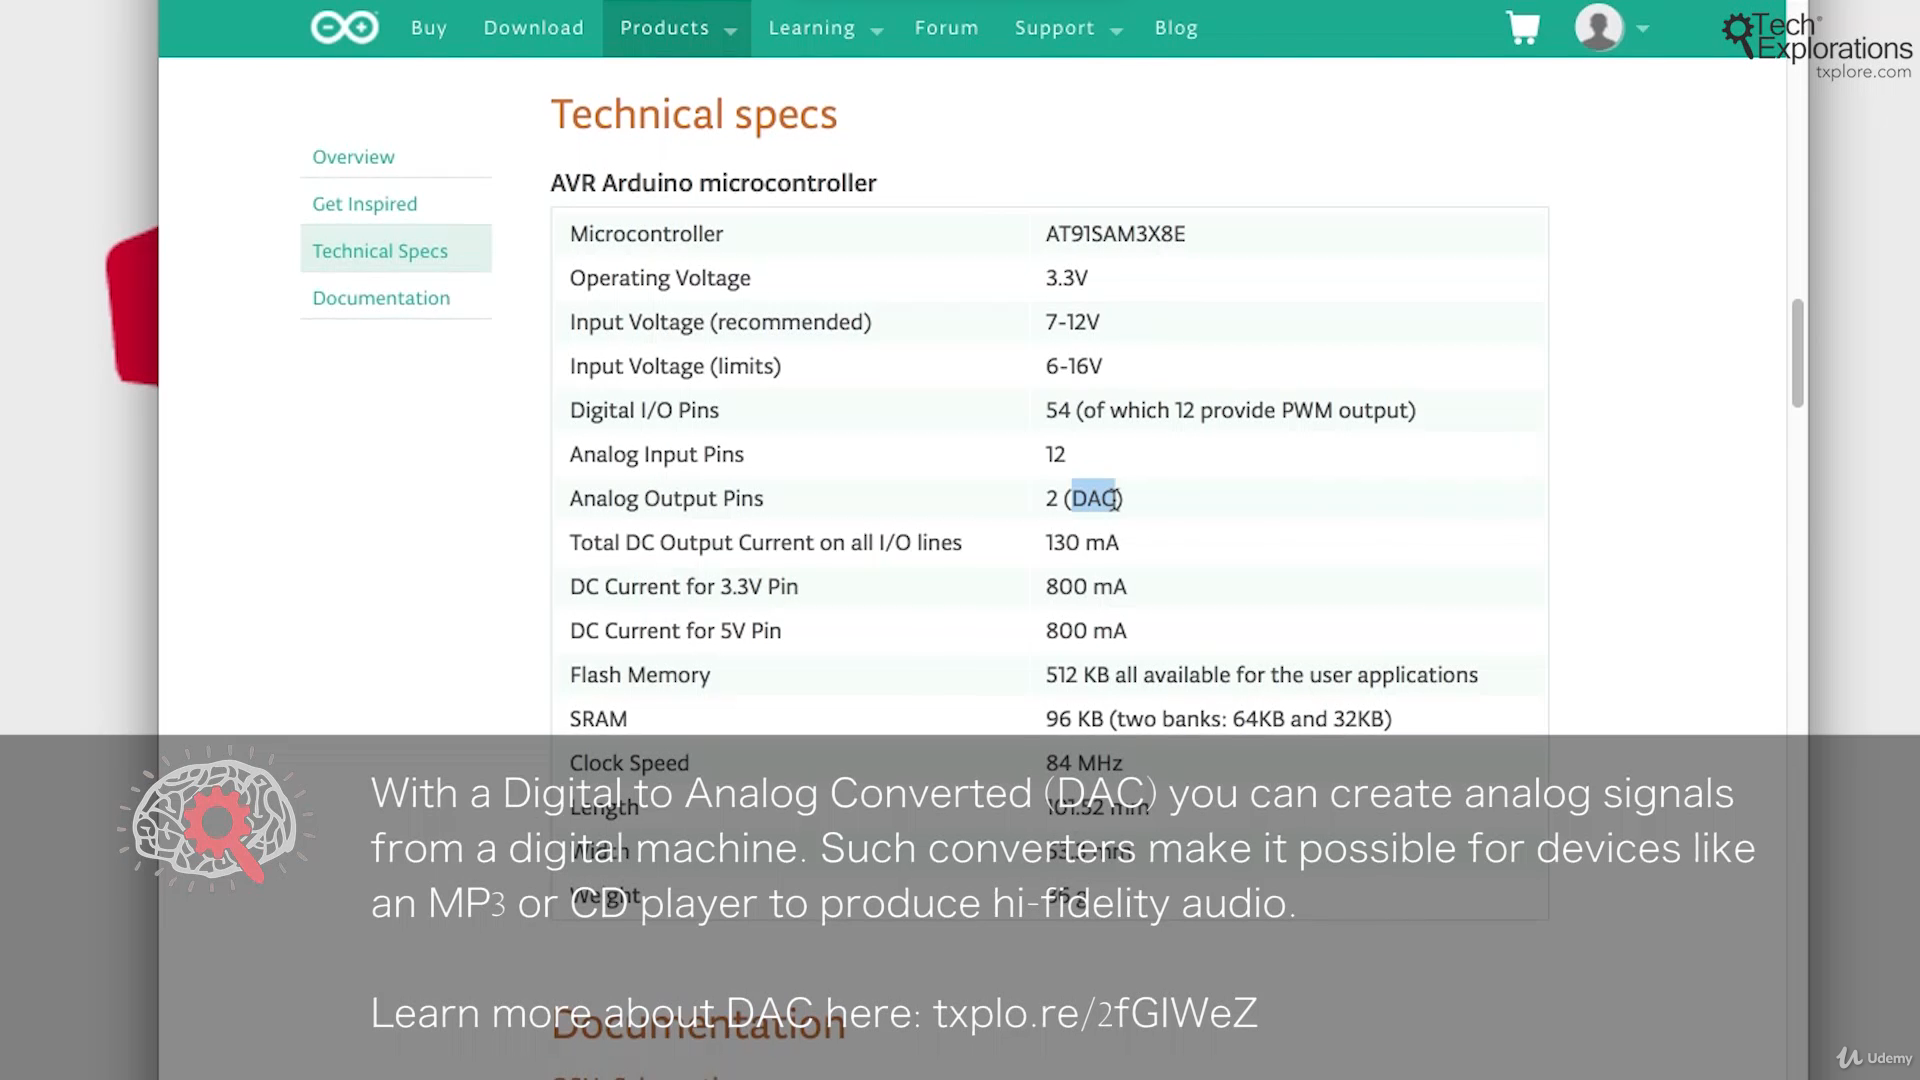 Buy Download Products Learning Forum Support Blog
Tech
Explorations
txplore.com
Technical specs
Overview
Get Inspired
Technical Specs
Documentation
AVR Arduino microcontroller
Microcontroller AT91SAM3X8E
Operating Voltage 3.3V
Input Voltage (recommended) 7-12V
Input Voltage (limits) 6-16V
Digital I/O Pins 54 (of which 12 provide PWM output)
Analog Input Pins 12
Analog Output Pins 2 (DAC)
Total DC Output Current on all I/O lines 130 mA
DC Current for 3.3V Pin 800 mA
DC Current for 5V Pin 800 mA
Flash Memory 512 KB all available for the user applications
SRAM 96 KB (two banks: 64KB and 32KB)
Clock Speed 84 MHz
Length 101.52 mm
Width
Weight
With a Digital to Analog Converted (DAC) you can create analog signals
from a digital machine. Such converters make it possible for devices like
an MP3 or CD player to produce hi-fidelity audio.
Learn more about DAC here: txplo.re/2fGIWeZ
Documentation
Udemy